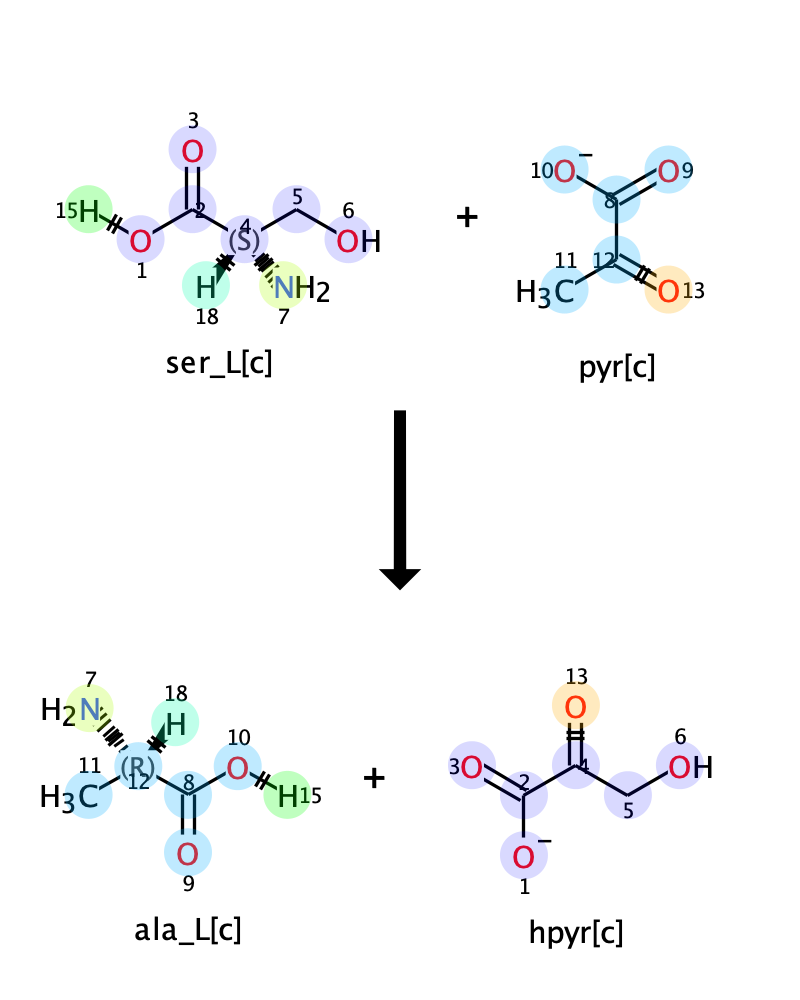 3
O
15H
2
5
6
10O−
O9
8
4
(S)
O
1
OH
H
18
NH2
7
+
11
12
H3C
O13
ser_L[c]
pyr[c]
7
H2N
18
H
10
O
(R)
12
11
H3C
8
H15
O
9
+
13
O
3O
2
4
6
OH
5
O−
1
ala_L[c]
hpyr[c]